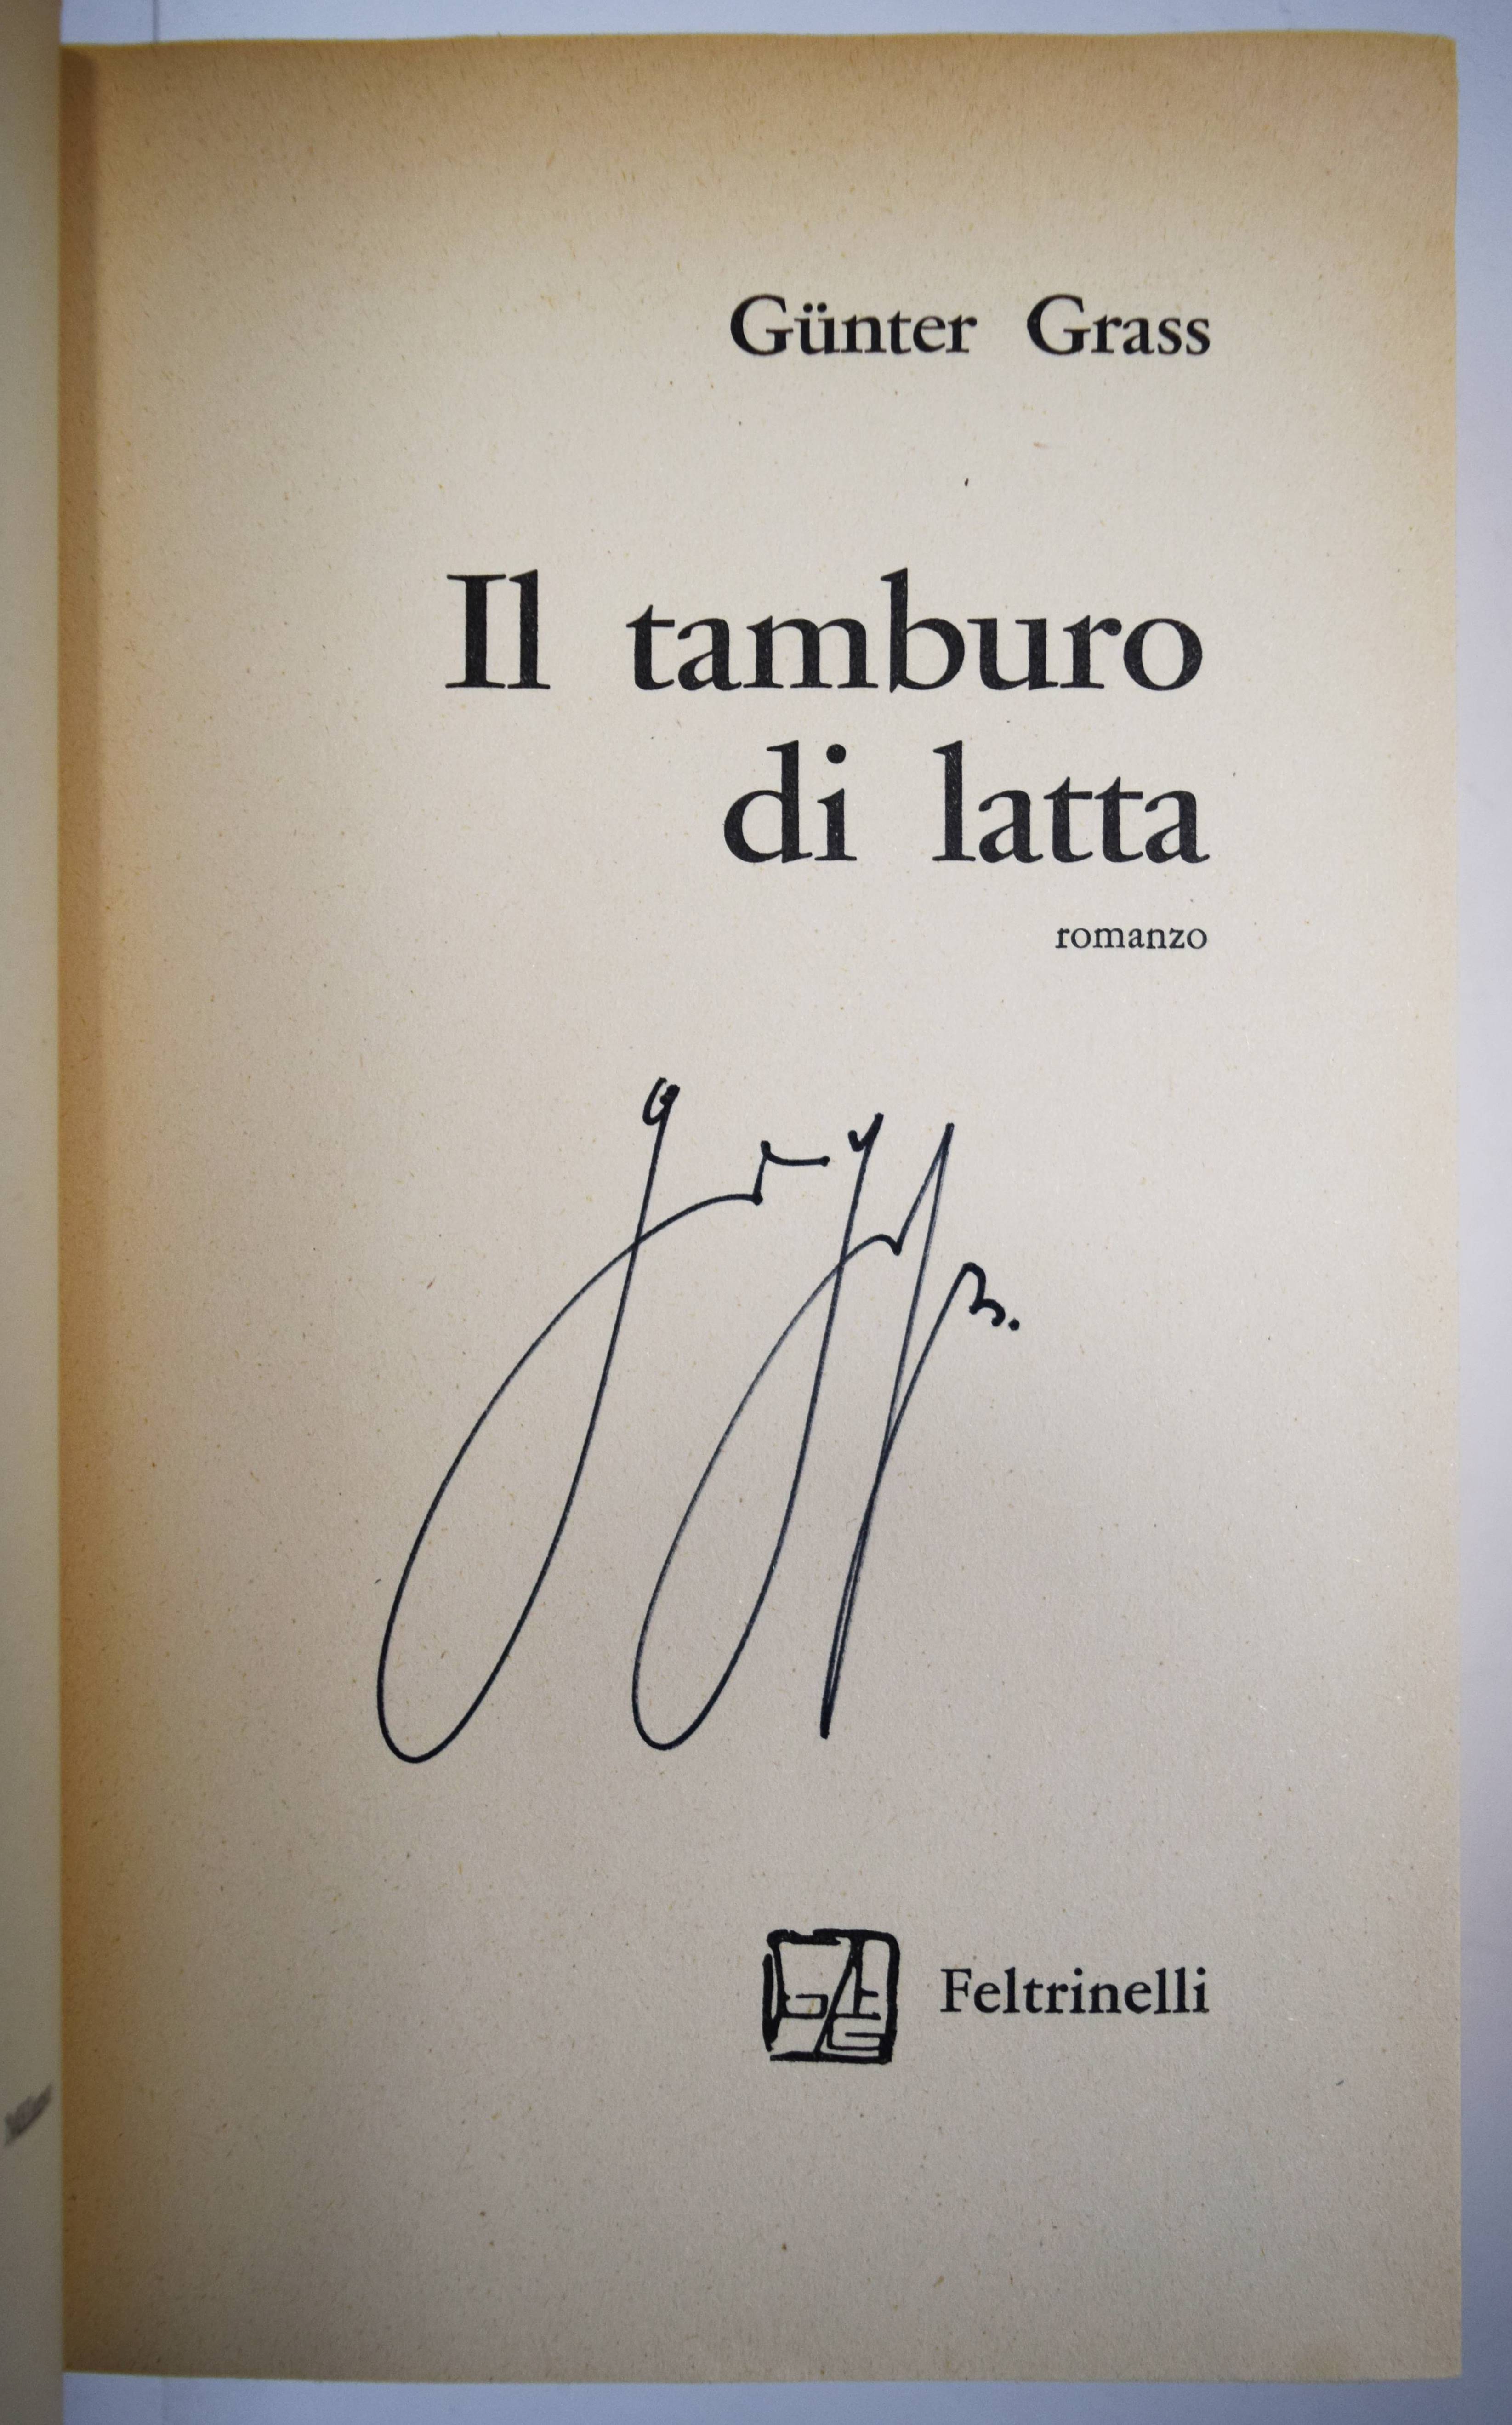 Günter Grass
Il tamburo
di latta
romanzo
Feltrinelli